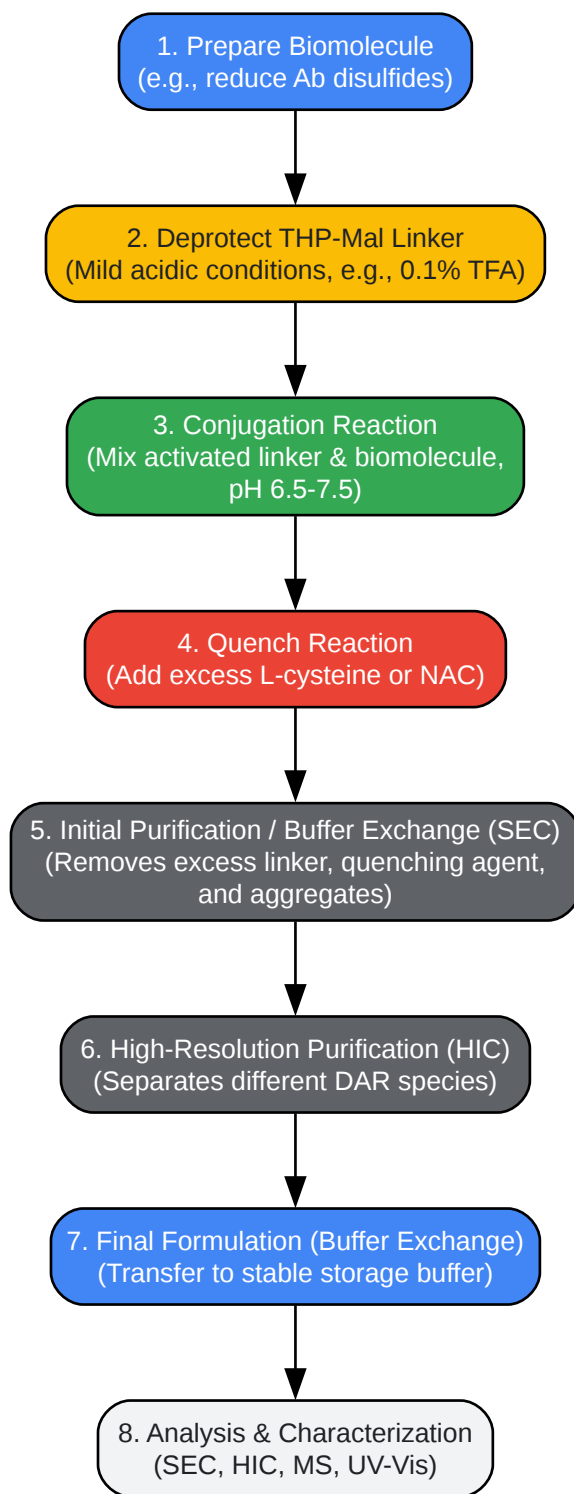 1. Prepare Biomolecule
(e.g., reduce Ab disulfides)
2. Deprotect THP-Mal Linker
(Mild acidic conditions, e.g., 0.1% TFA)
3. Conjugation Reaction
(Mix activated linker & biomolecule,
pH 6.5-7.5)
4. Quench Reaction
(Add excess L-cysteine or NAC)
5. Initial Purification / Buffer Exchange (SEC)
(Removes excess linker, quenching agent,
and aggregates)
6. High-Resolution Purification (HIC)
(Separates different DAR species)
7. Final Formulation (Buffer Exchange)
(Transfer to stable storage buffer)
8. Analysis & Characterization
(SEC, HIC, MS, UV-Vis)